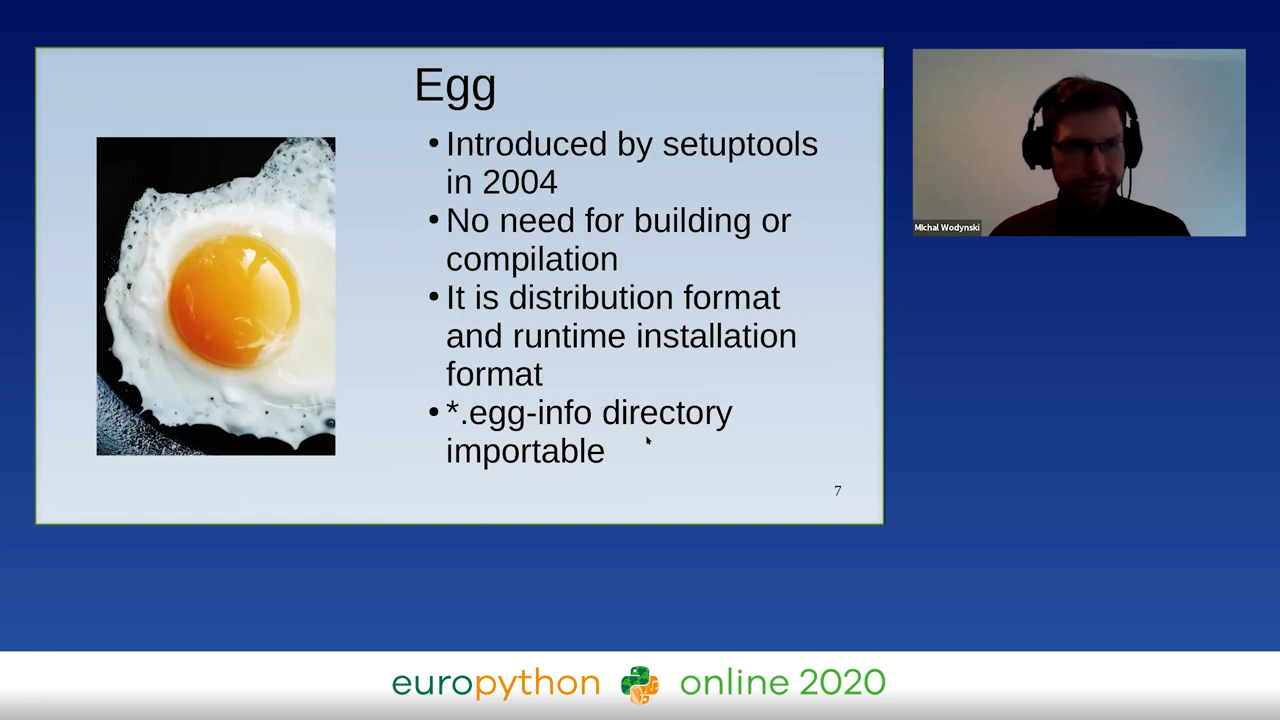 Egg
•Introduced by setuptools
in 2004
•No need for building or
compilation
•It is distribution format
and runtime installation
format
•*.egg-info directory
importable
7
MIchal Wodynski
europython online 2020